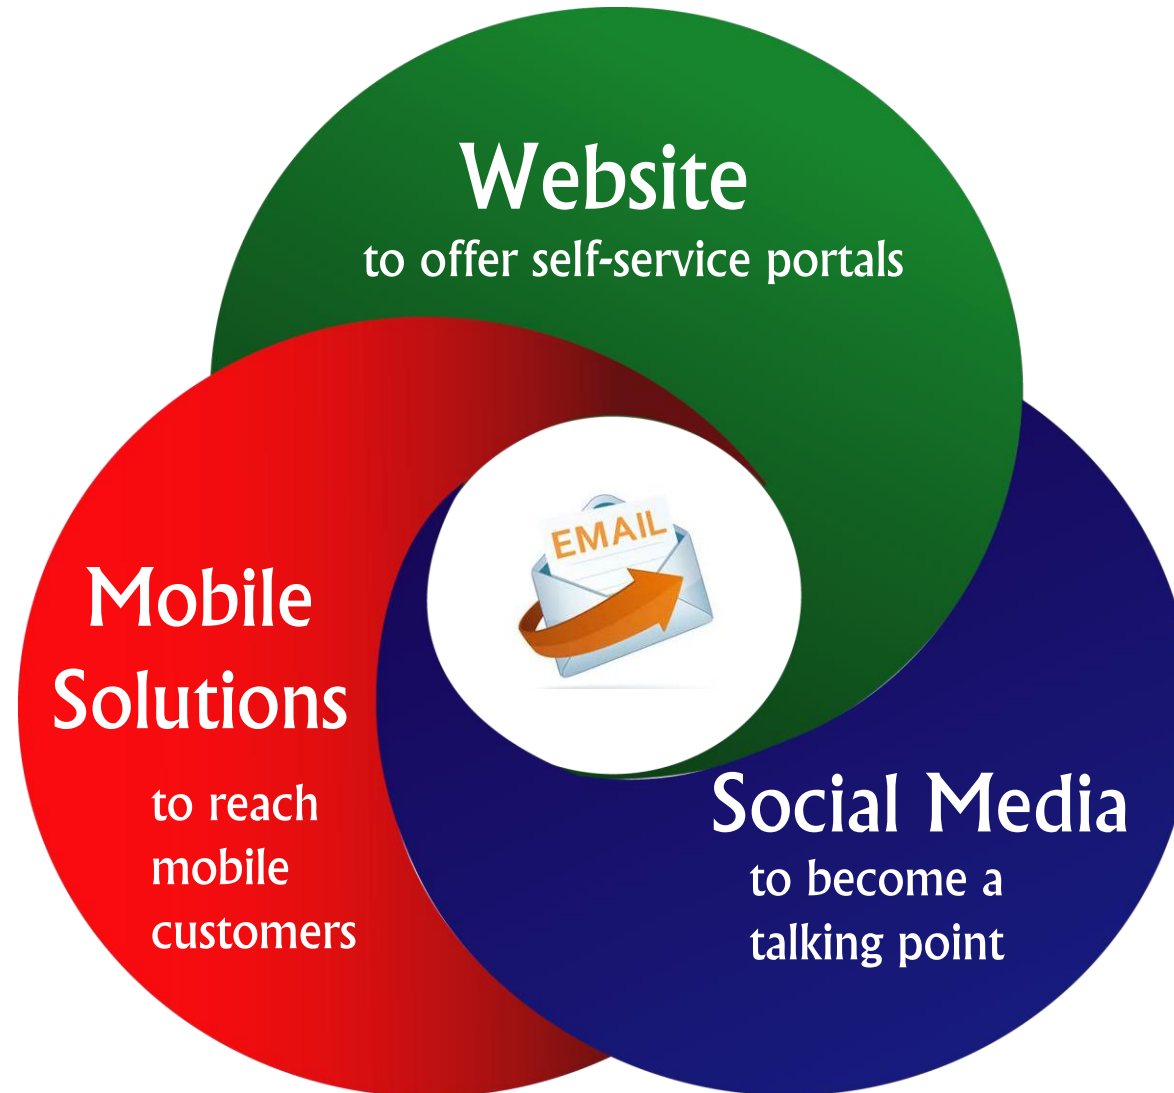 Website
to offer self-service portals
EMAIL
Mobile
Solutions
to reach
mobile
customers
Social Media
to become a
talking point